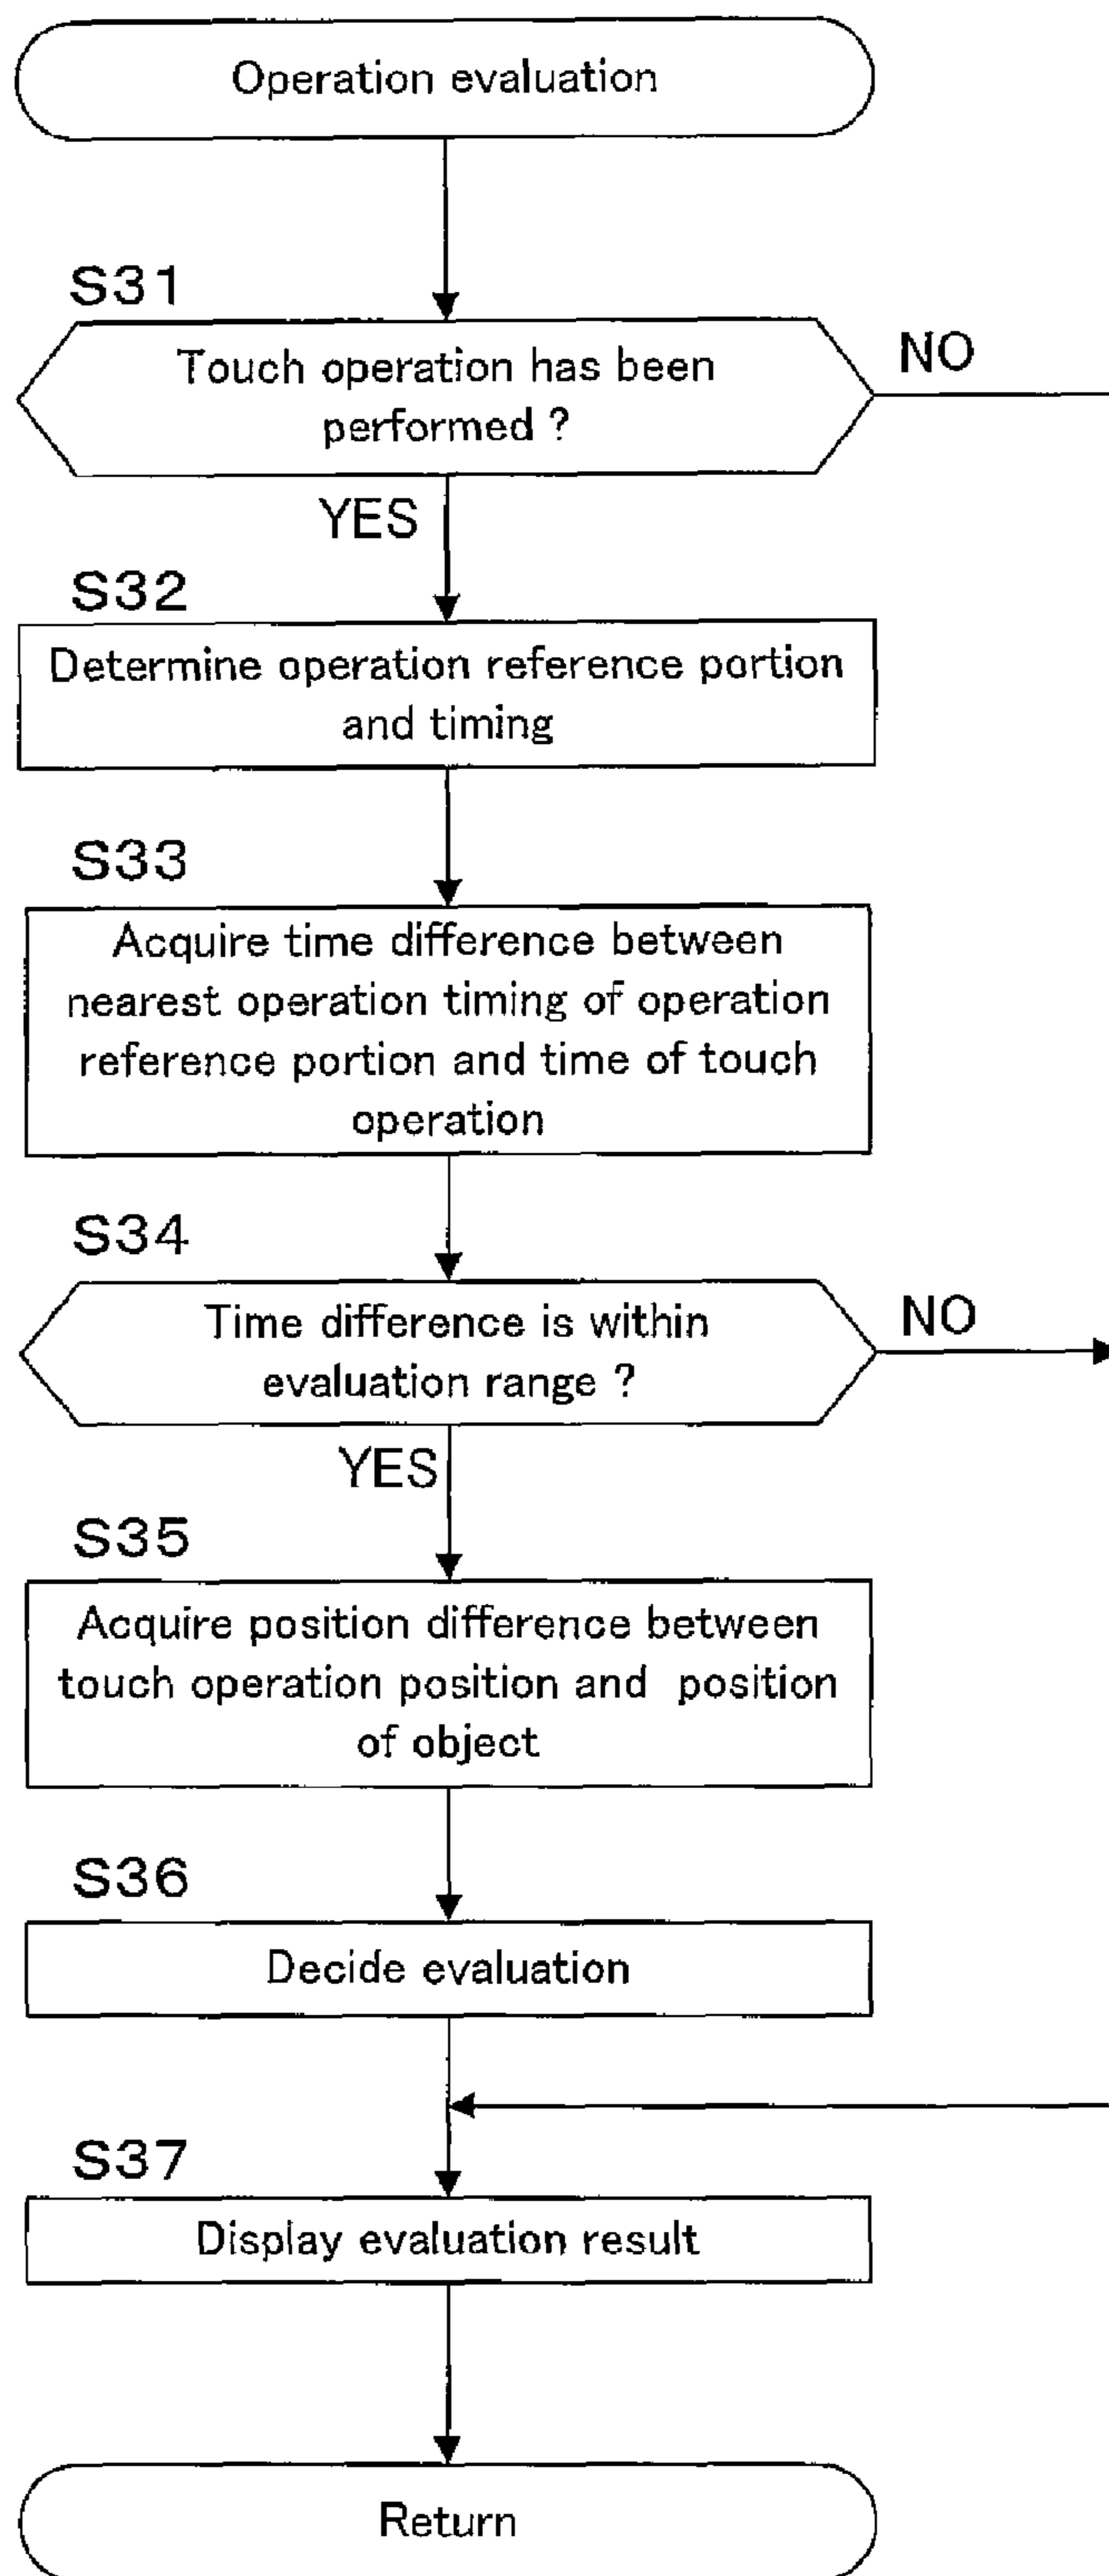 Operation evaluation
S31
Touch operation has been
performed ?
NO
YES
S32
Determine operation reference portion
and timing
S33
Acquire time difference between
nearest operation timing of operation
reference portion and time of touch
operation
S34
Time difference is within
evaluation range ?
NO
YES
S35
Acquire position difference between
touch operation position and position
of object
S36
Decide evaluation
S37
Display evaluation result
Return